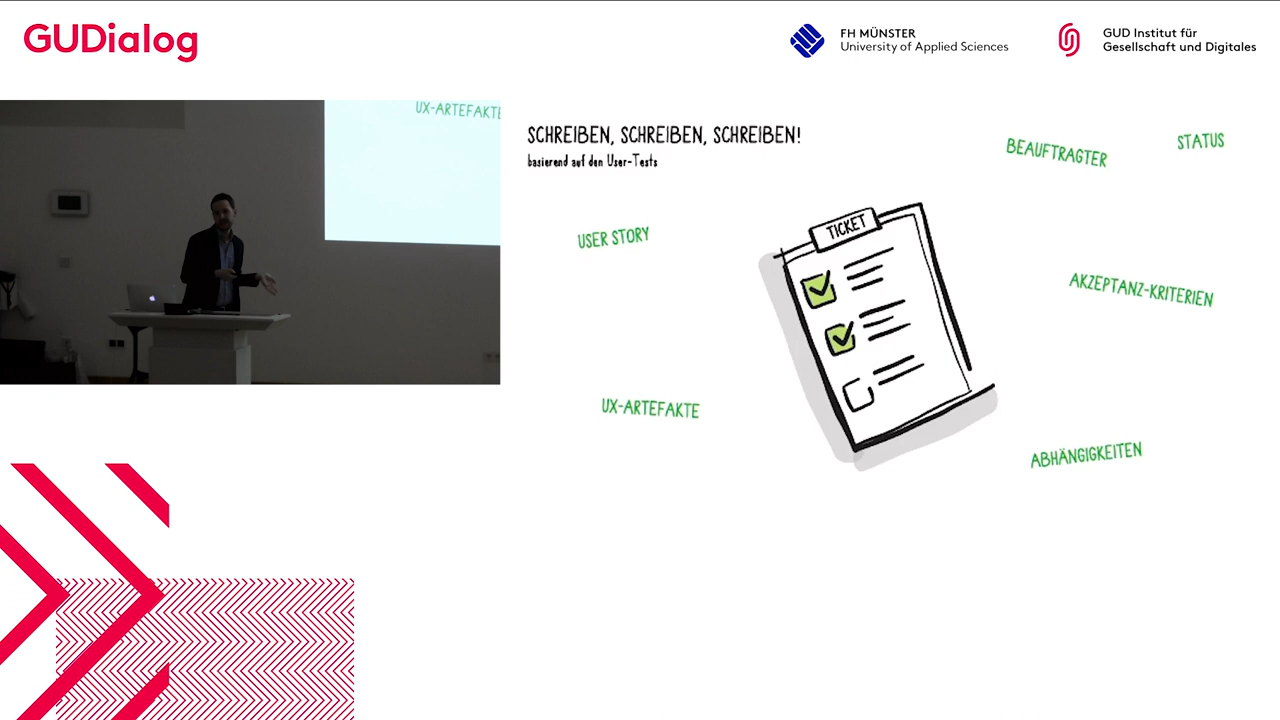 GUDialog
FH MÜNSTER
University of Applied Sciences
GUD Institut für
Gesellschaft und Digitales
UX-ARTEFAKTE
SCHREIBEN, SCHREIBEN, SCHREIBEN!
basierend auf den User-Tests
BEAUFTRAGTER
STATUS
USER STORY
TICKET
AKZEPTANZ-KRITERIEN
UX-ARTEFAKTE
ABHÄNGIGKEITEN